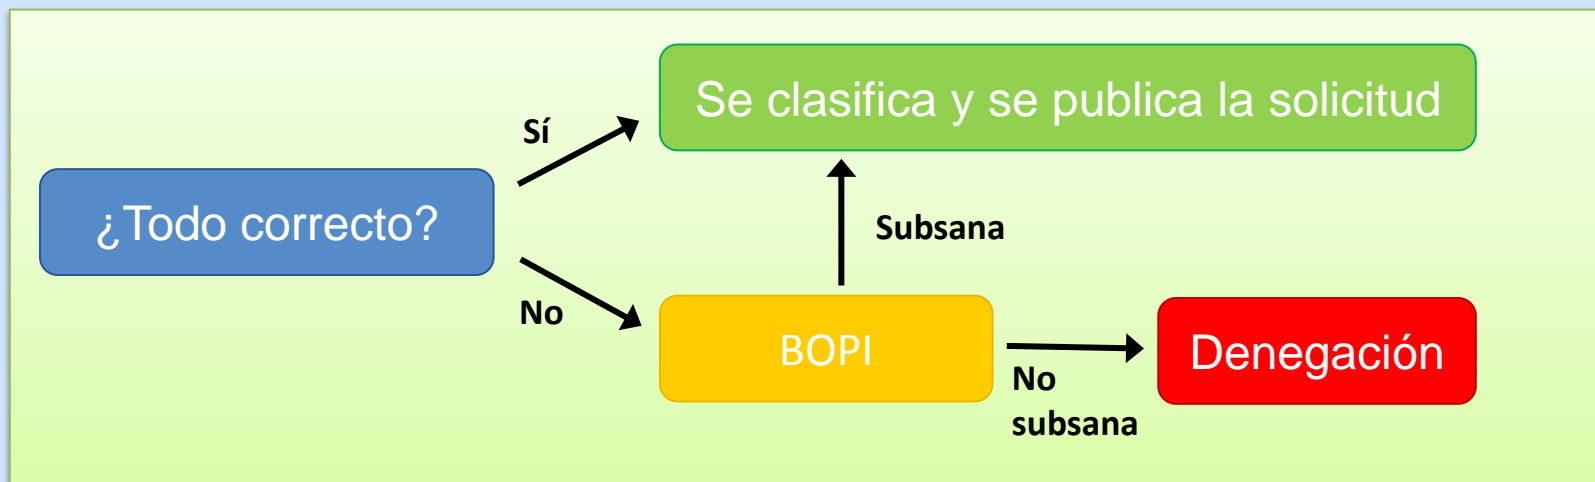 Se clasifica y se publica la solicitud
Sí
¿Todo correcto?
Subsana
No
BOPI
Denegación
No
subsana